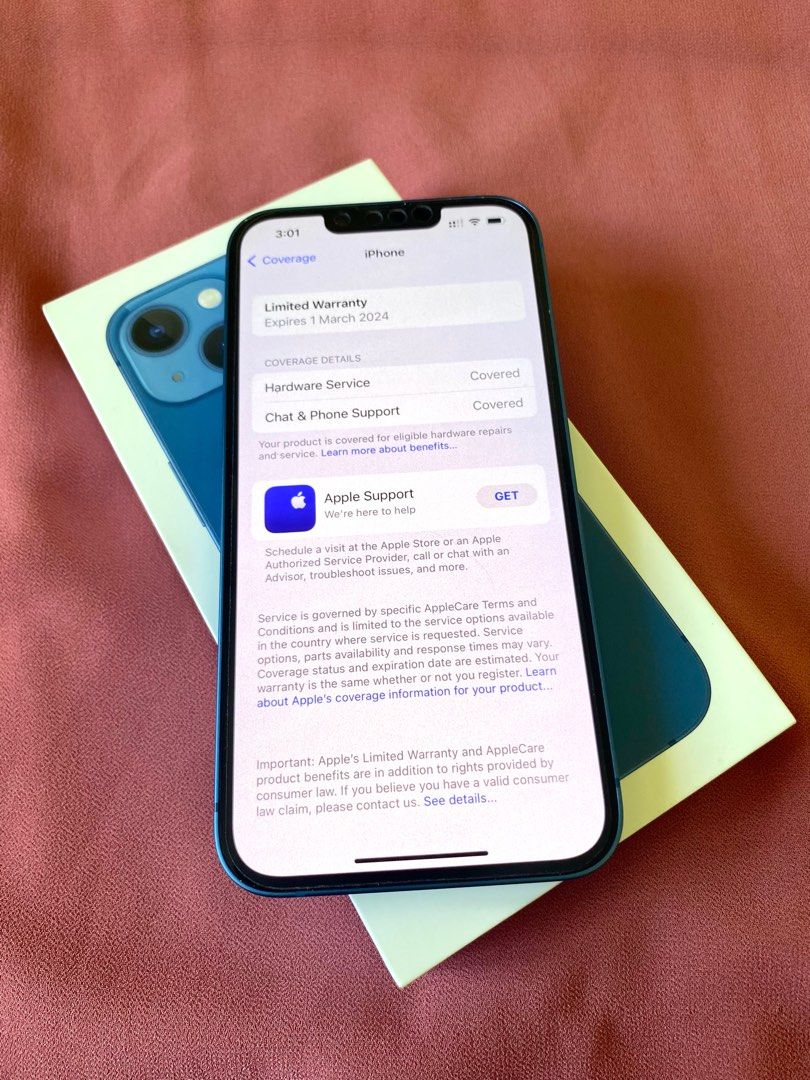 3:01
Coverage
iPhone
Limited Warranty
Expires 1 March 2024
COVERAGE DETAILS
Hardware Service Covered
Chat & Phone Support Covered
Your product is covered for eligible hardware repairs
and service. Learn more about benefits...
Apple Support
We're here to help
GET
Schedule a visit at the Apple Store or an Apple
Authorized Service Provider, call or chat with an
Advisor, troubleshoot issues, and more.
Service is governed by specific AppleCare Terms and
Conditions and is limited to the service options available
in the country where service is requested. Service
options, parts availability and response times may vary.
Coverage status and expiration date are estimated. Your
warranty is the same whether or not you register. Learn
about Apple's coverage information for your product...
Important: Apple's Limited Warranty and AppleCare
product benefits are in addition to rights provided by
consumer law. If you believe you have a valid consumer
law claim, please contact us. See details...